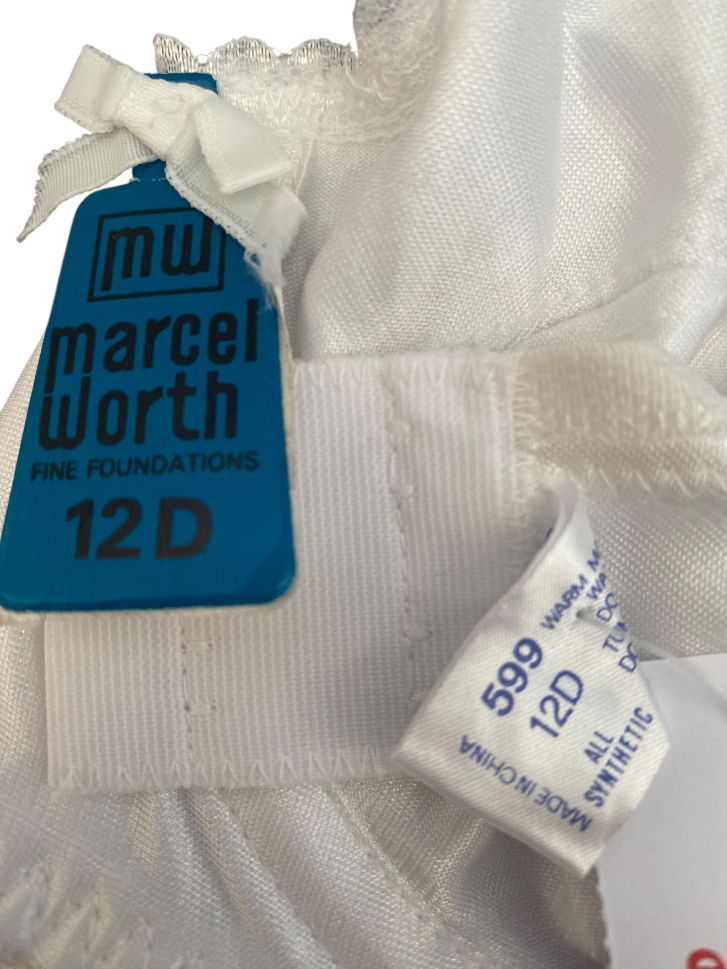 mw
marcel
worth
FINE FOUNDATIONS
12D
599
12D
ALL
SYNTHETIC
MADE IN CHINA
WARM